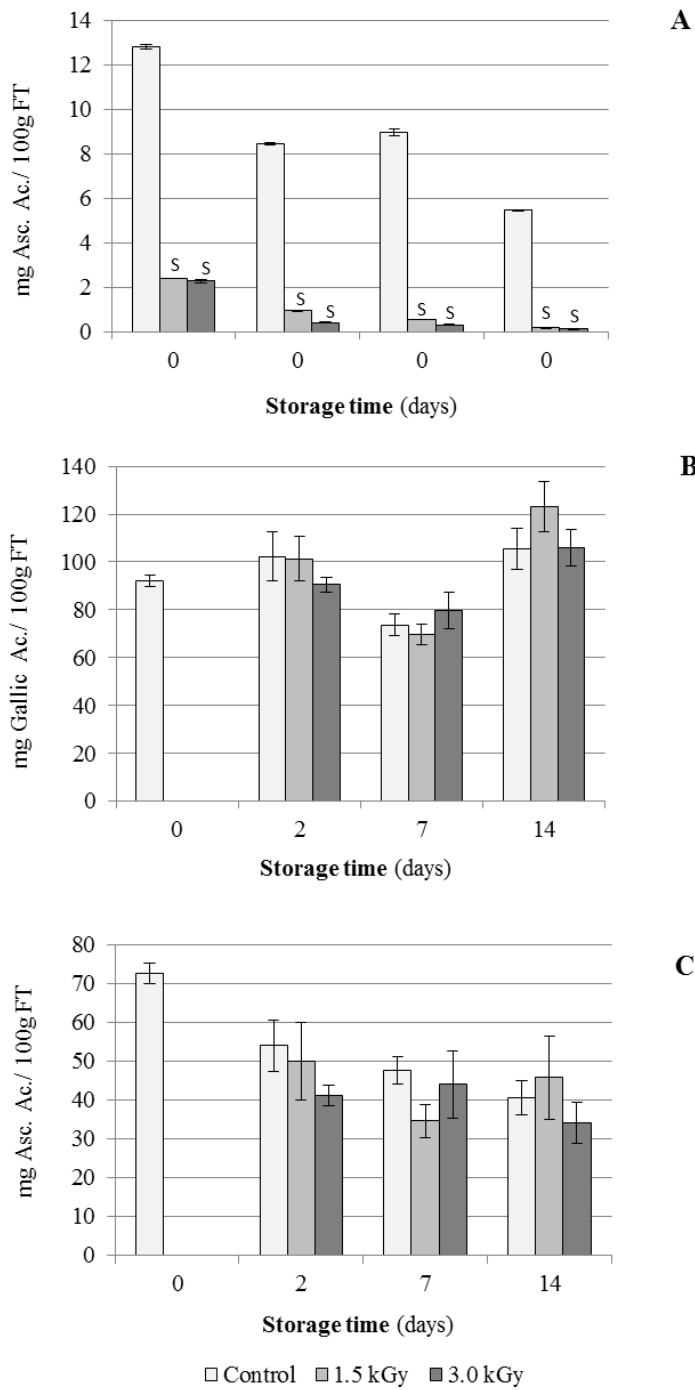 A
mg Asc. Ac./ 100g FT
14
12
10
8
6
4
2
0
S S
S S
S S
S S
0 0 0 0
Storage time (days)
B
mg Gallic Ac./ 100g FT
140
120
100
80
60
40
20
0
0 2 7 14
Storage time (days)
C
mg Asc. Ac./ 100g FT
80
70
60
50
40
30
20
10
0
0 2 7 14
Storage time (days)
Control 1.5 kGy 3.0 kGy